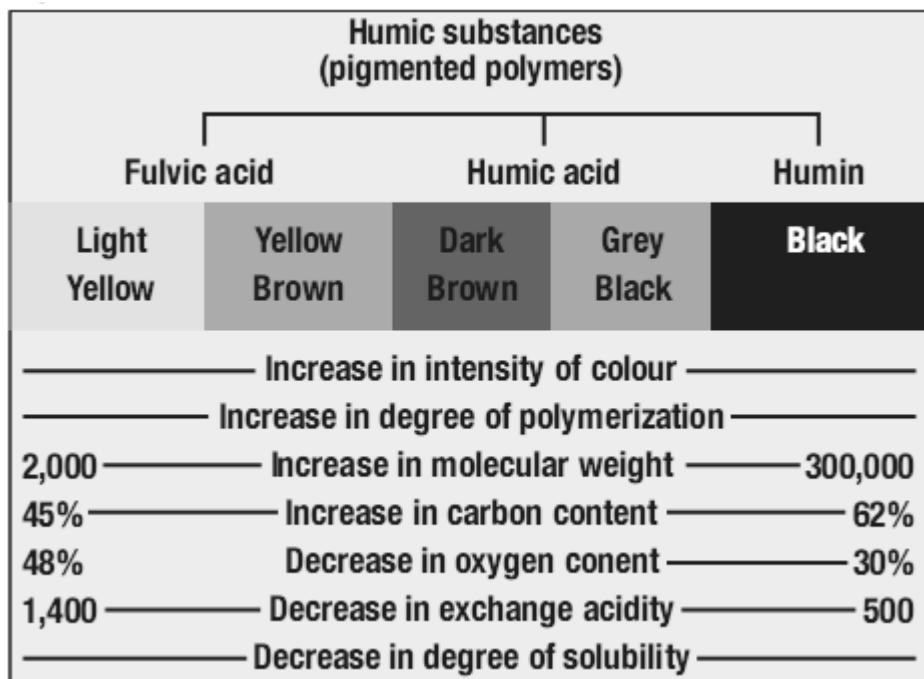 Humic substances
(pigmented polymers)
Fulvic acid Humic acid Humin
Light Yellow Dark Grey Black
Yellow Brown Brown Black
Increase in intensity of colour
Increase in degree of polymerization
2,000 Increase in molecular weight 300,000
45% Increase in carbon content 62%
48% Decrease in oxygen conent 30%
1,400 Decrease in exchange acidity 500
Decrease in degree of solubility